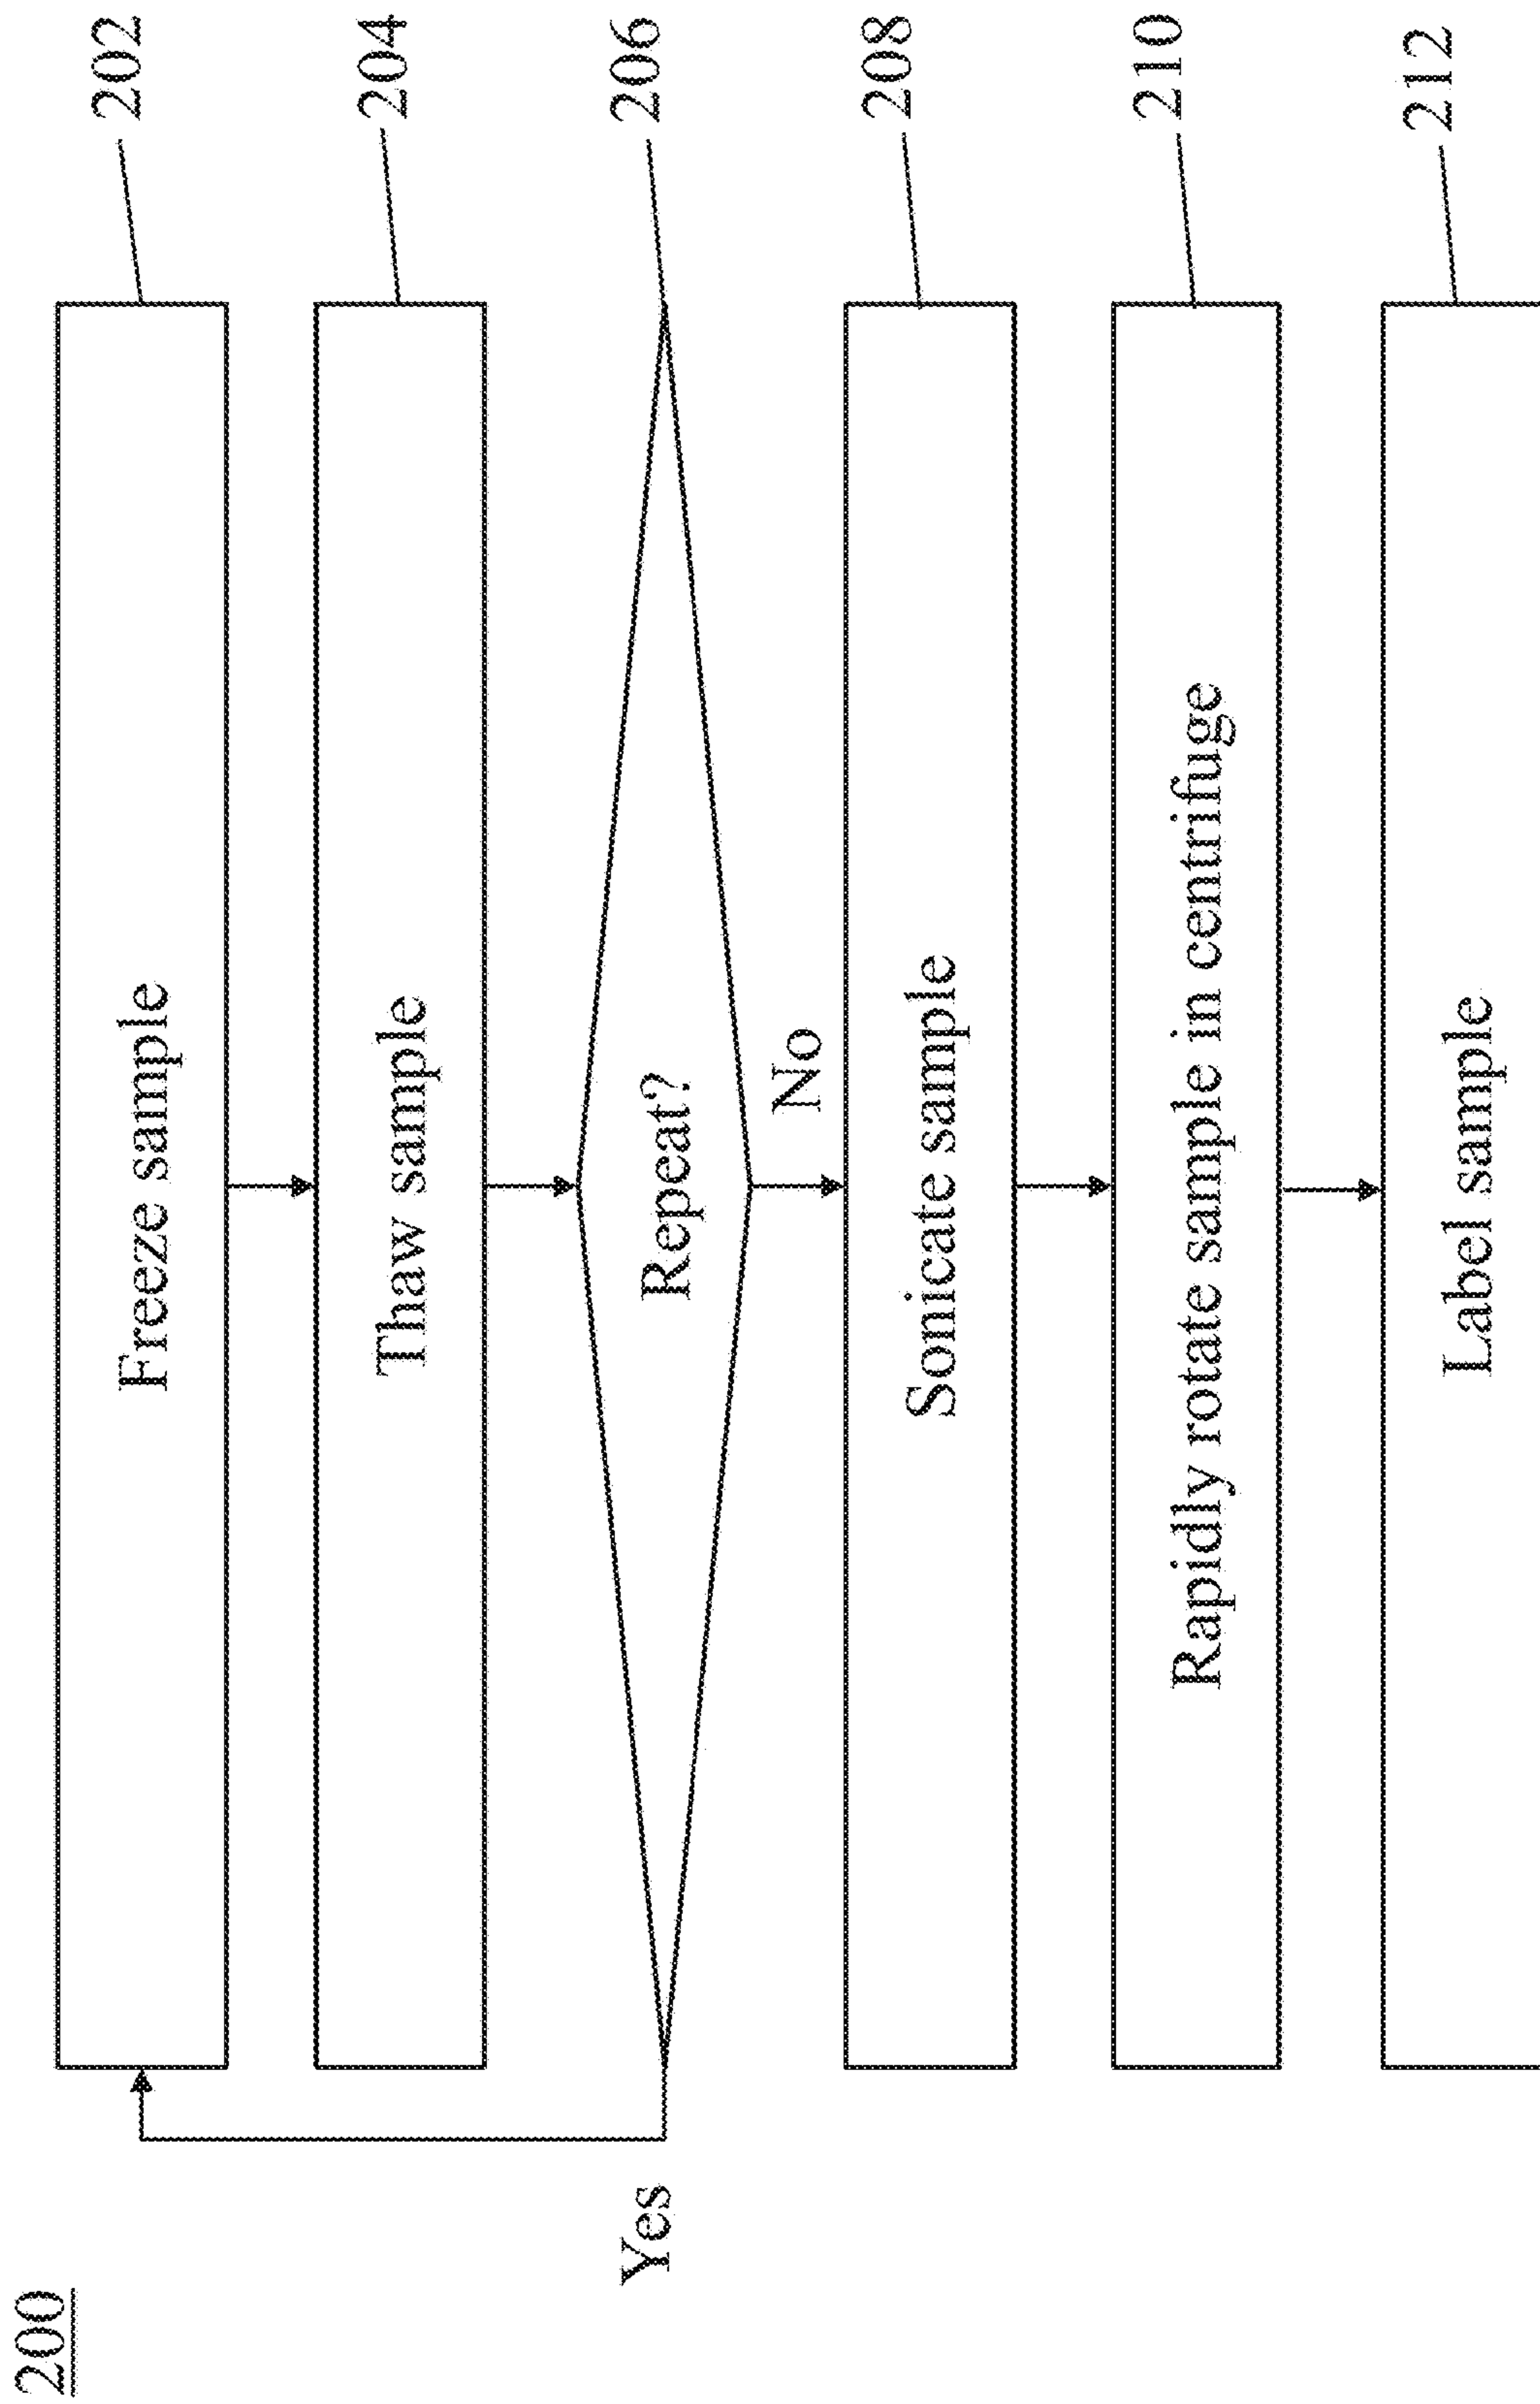 200
Freeze sample
202
Thaw sample
204
Repeat?
206
Yes
No
Sonicate sample
208
Rapidly rotate sample in centrifuge
210
Label sample
212